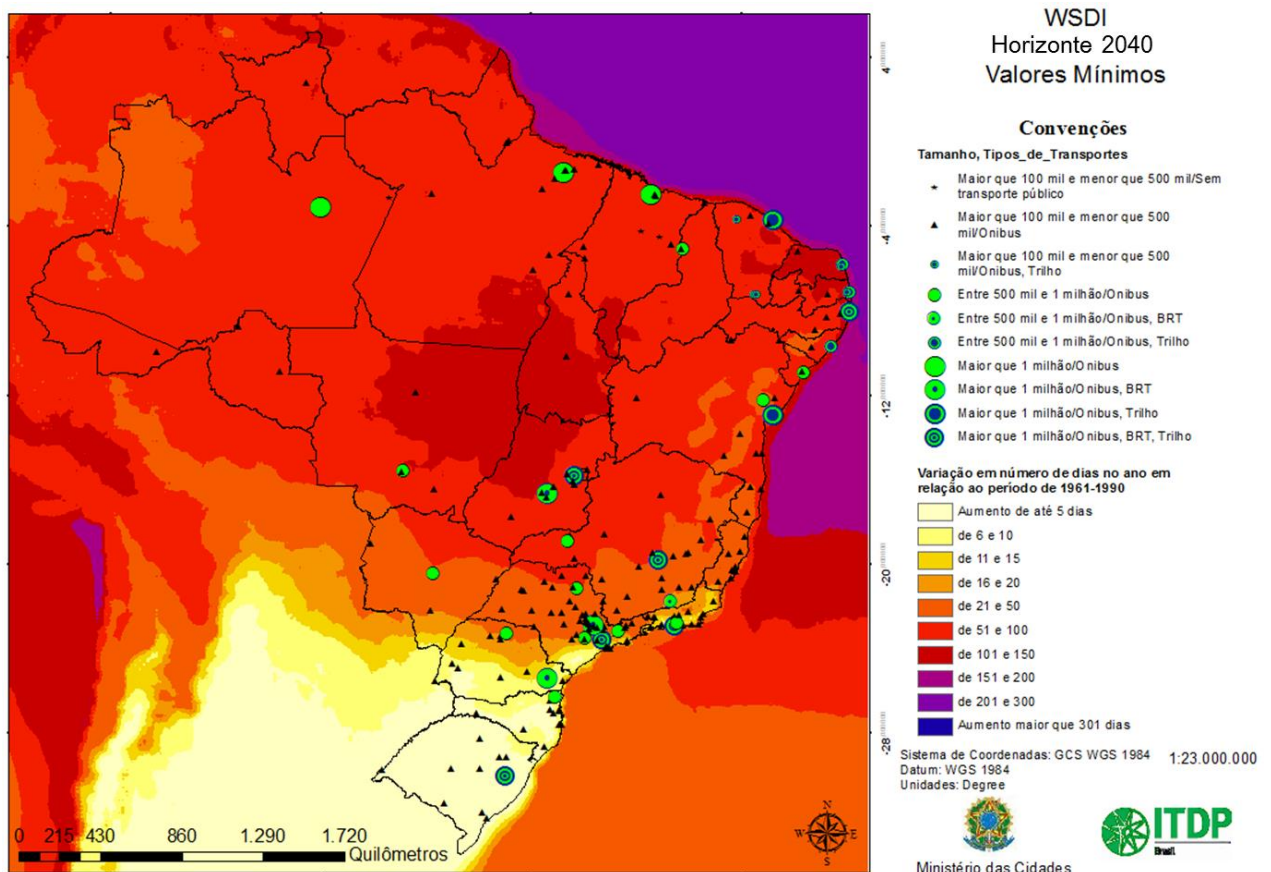 WSDI
Horizonte 2040
Valores Mínimos
Convenções
Tamanho, Tipos_de_Transportes
Maior que 100 mil e menor que 500 mil/Sem
transporte público
Maior que 100 mil e menor que 500
mil/Onibus
Maior que 100 mil e menor que 500
mil/Onibus, Trilho
Entre 500 mil e 1 milhão/Onibus
Entre 500 mil e 1 milhão/Onibus, BRT
Entre 500 mil e 1 milhão/Onibus, Trilho
Maior que 1 milhão/Onibus
Maior que 1 milhão/Onibus, BRT
Maior que 1 milhão/Onibus, Trilho
Maior que 1 milhão/Onibus, BRT, Trilho
Variação em número de dias no ano em
relação ao período de 1961-1990
Aumento de até 5 dias
de 6 e 10
de 11 e 15
de 16 e 20
de 21 e 50
de 51 e 100
de 101 e 150
de 151 e 200
de 201 e 300
Aumento maior que 301 dias
Sistema de Coordenadas: GCS WGS 1984
Datum: WGS 1984
Unidades: Degree
1:23.000.000
Ministério das Cidades
ITDP
Brasil
4,000000
-4,000000
-12,000000
-20,000000
-28,000000
N
W E
S
0 215 430 860 1.290 1.720
Quilômetros